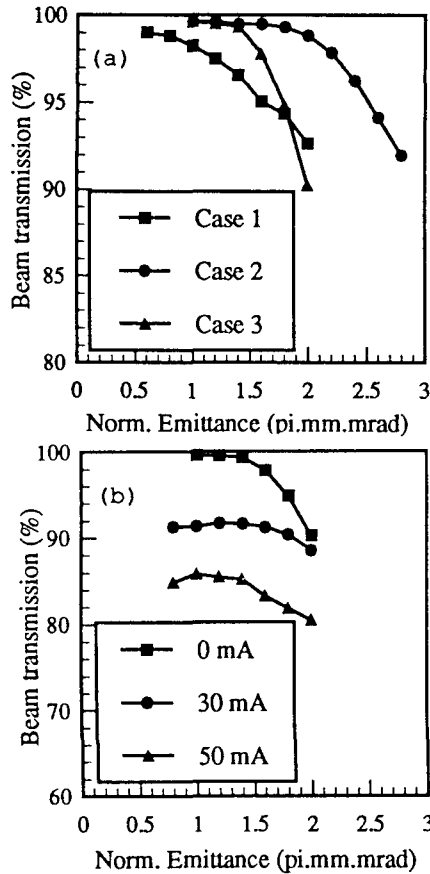 100
(a)
95
90
85
80
Beam transmission (%)
Case 1
Case 2
Case 3
0 0.5 1 1.5 2 2.5 3
Norm. Emittance (pi.mm.mrad)
100
(b)
90
80
70
60
Beam transmission (%)
0 mA
30 mA
50 mA
0 0.5 1 1.5 2 2.5 3
Norm. Emittance (pi.mm.mrad)